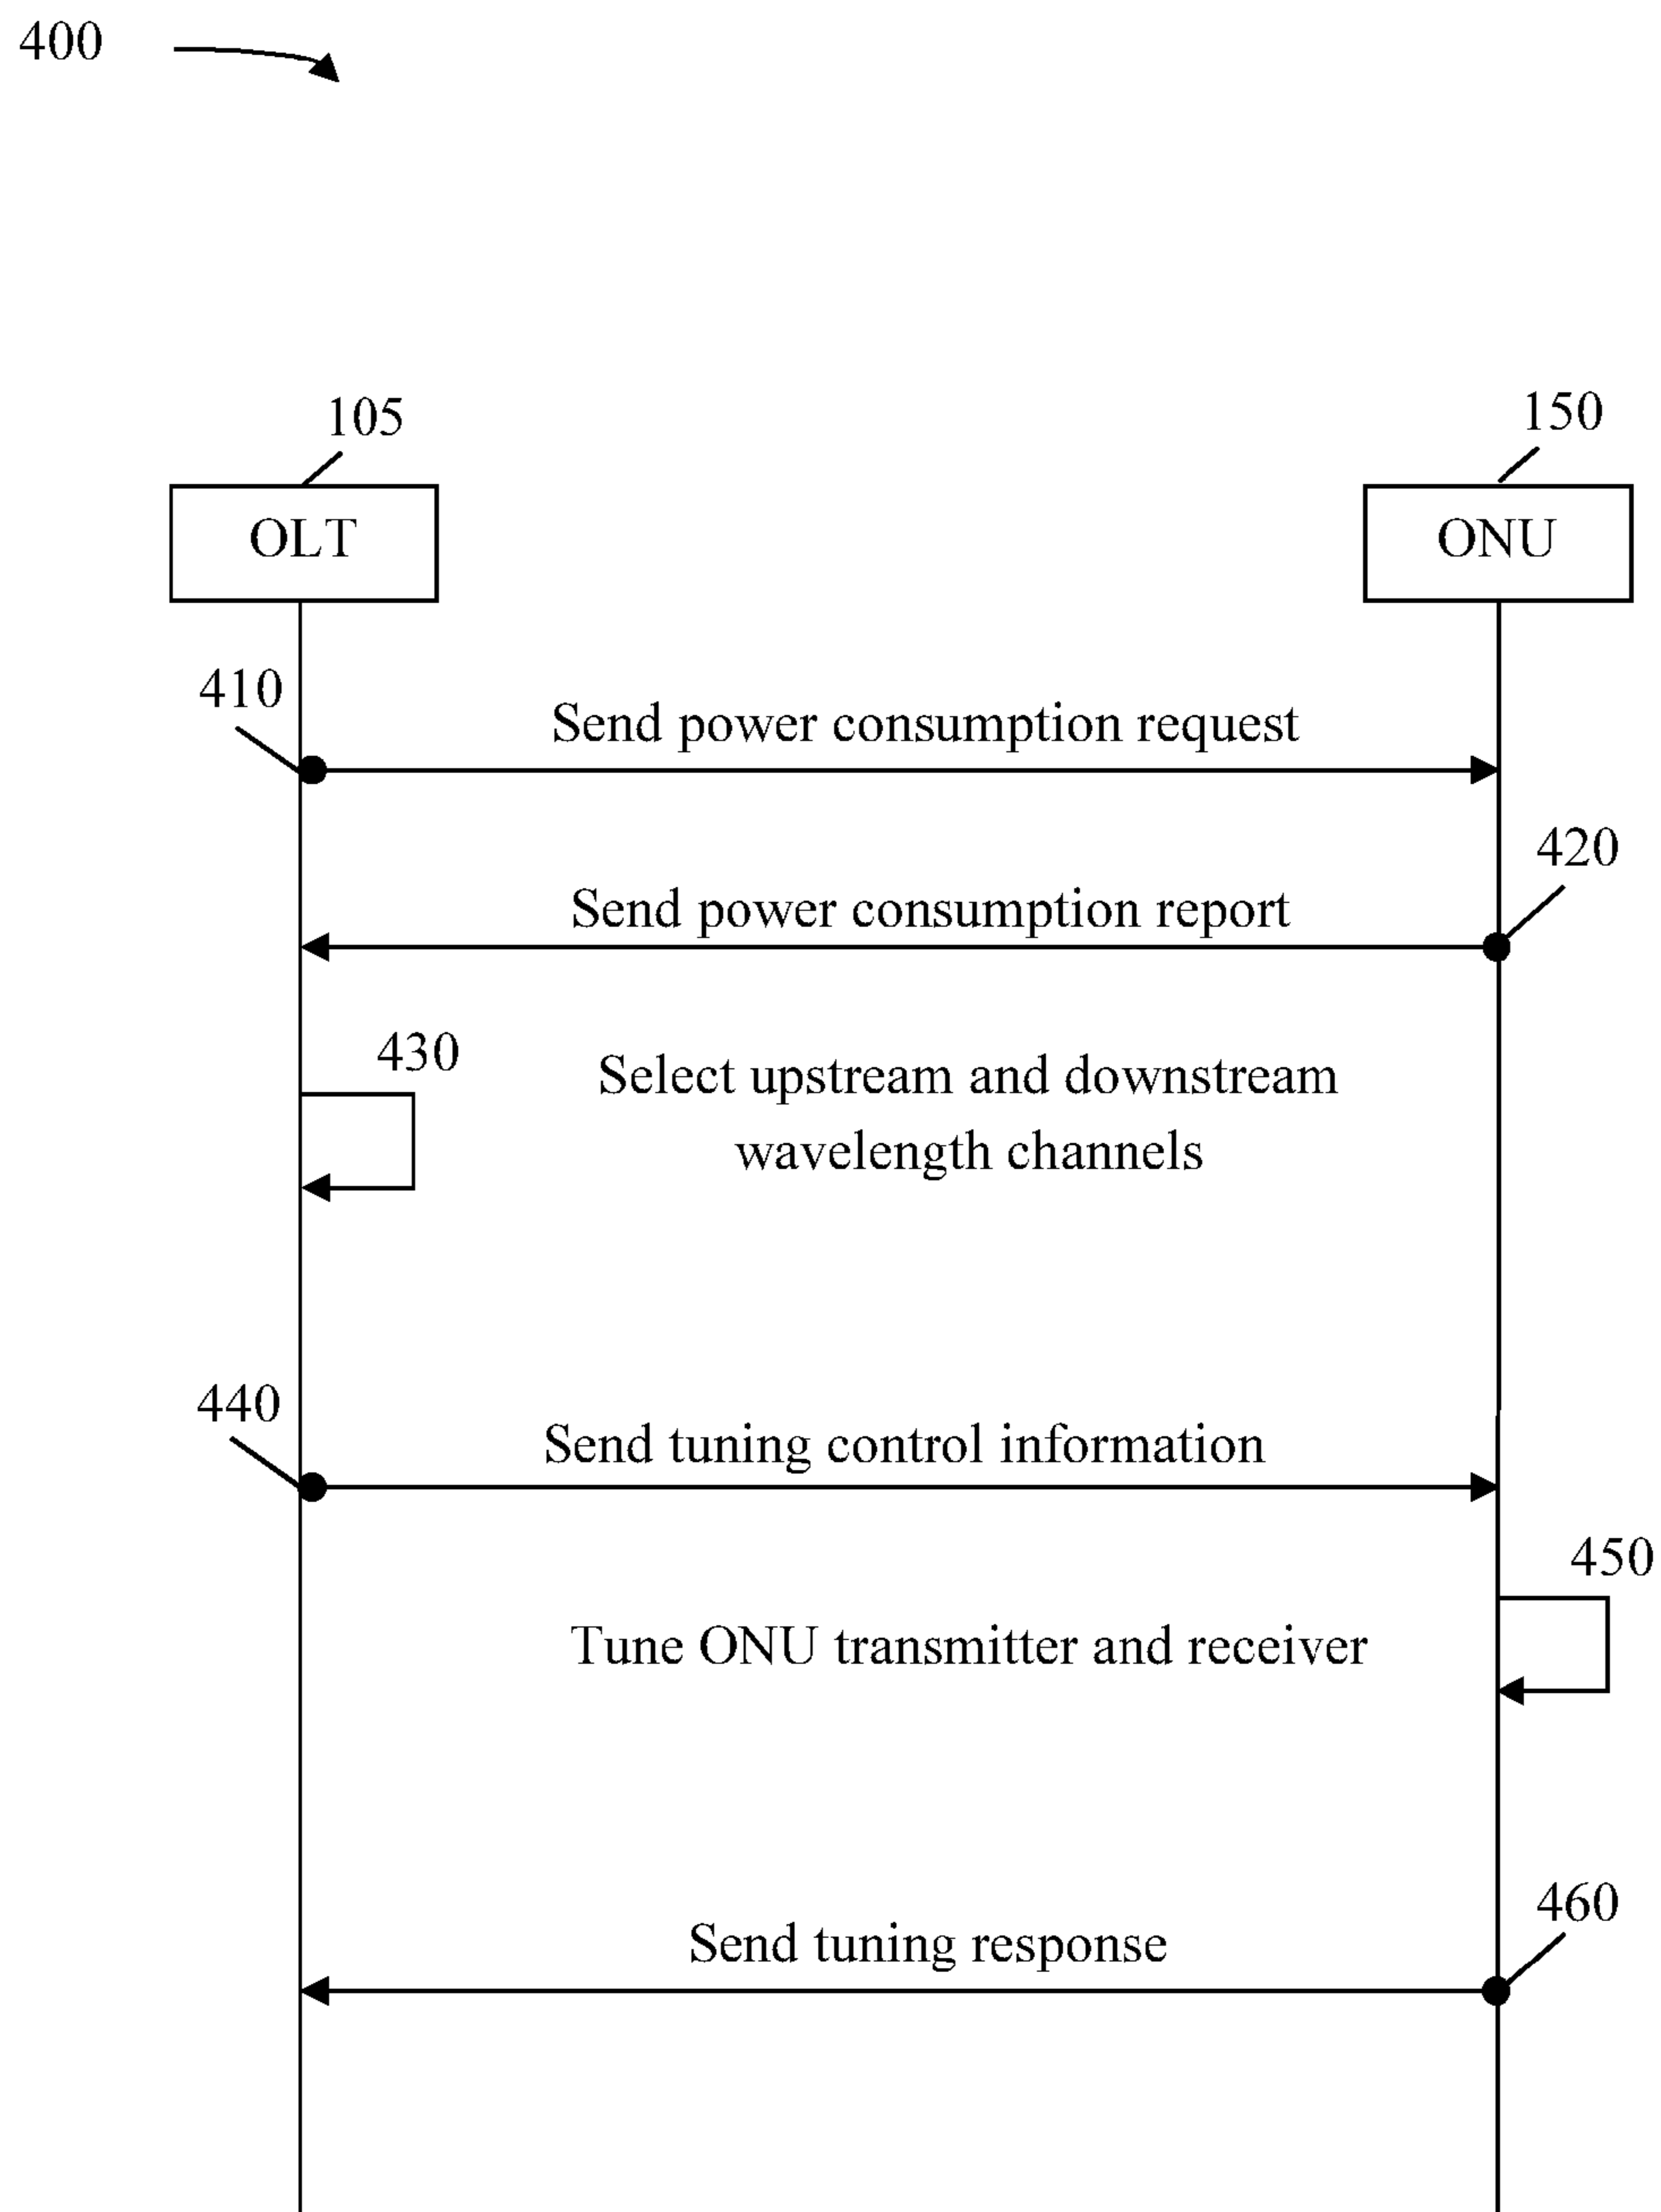 400
105
150
OLT
ONU
410
Send power consumption request
420
Send power consumption report
430
Select upstream and downstream
wavelength channels
440
Send tuning control information
450
Tune ONU transmitter and receiver
460
Send tuning response